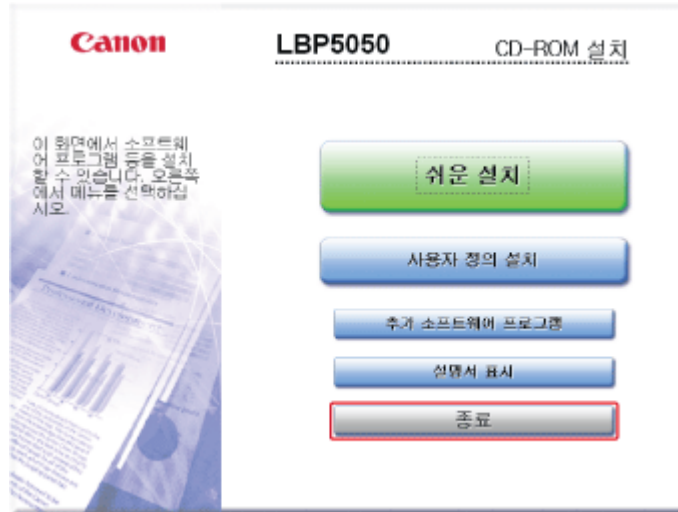 Canon
LBP5050
CD-ROM 설치
이 화면에서 소프트웨
어 프로그램 등을 설치
할 수 있습니다. 오른쪽
에서 메뉴를 선택하십
시오.
쉬운 설치
사용자 정의 설치
추가 소프트웨어 프로그램
설명서 표시
종료